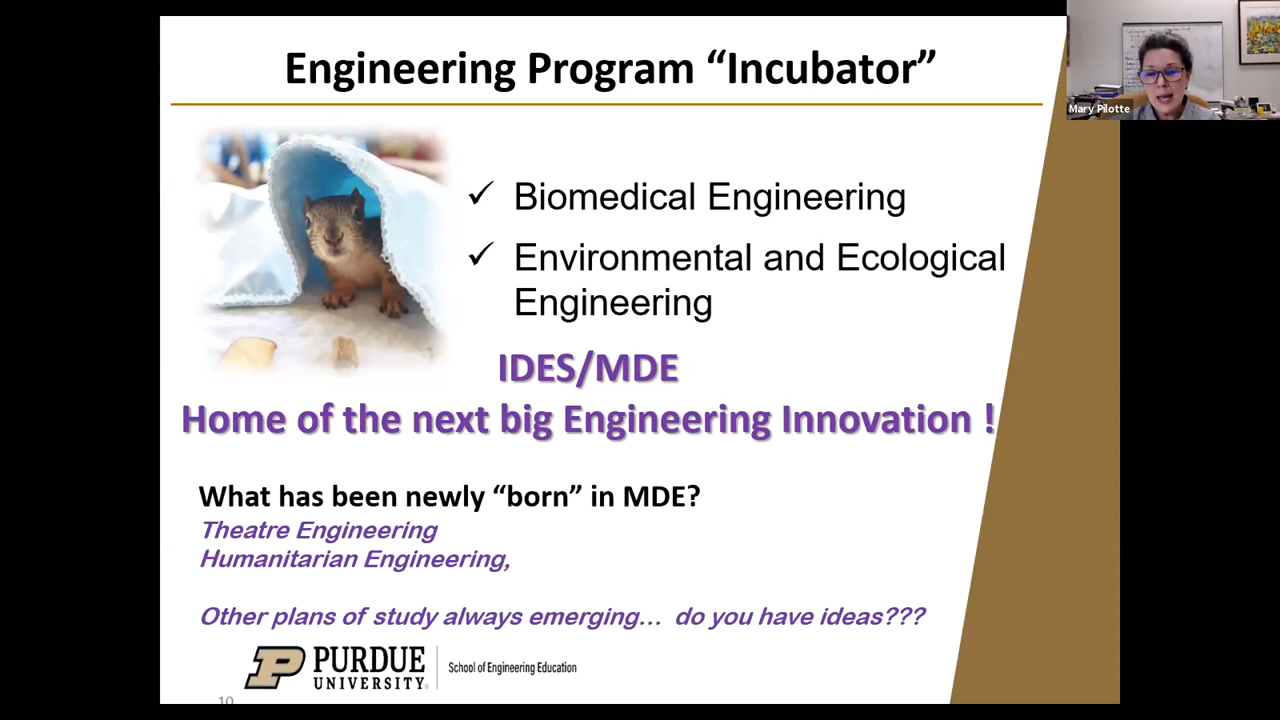 Engineering Program “Incubator”
Mary Pilotte
✓ Biomedical Engineering
✓ Environmental and Ecological
Engineering
IDES/MDE
Home of the next big Engineering Innovation !
What has been newly “born” in MDE?
Theatre Engineering
Humanitarian Engineering,
Other plans of study always emerging… do you have ideas???
PURDUE
UNIVERSITY®
School of Engineering Education
10